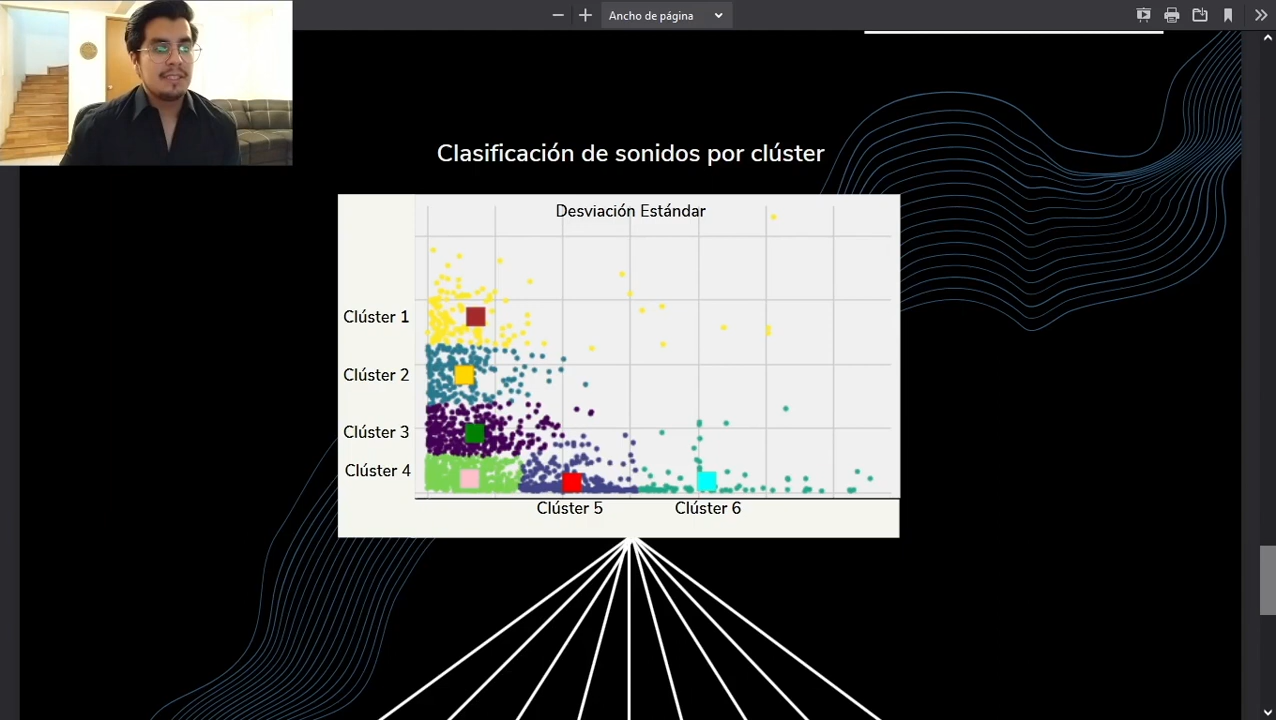 Ancho de página
Clasificación de sonidos por clúster
Desviación Estándar
Clúster 1
Clúster 2
Clúster 3
Clúster 4
Clúster 5
Clúster 6